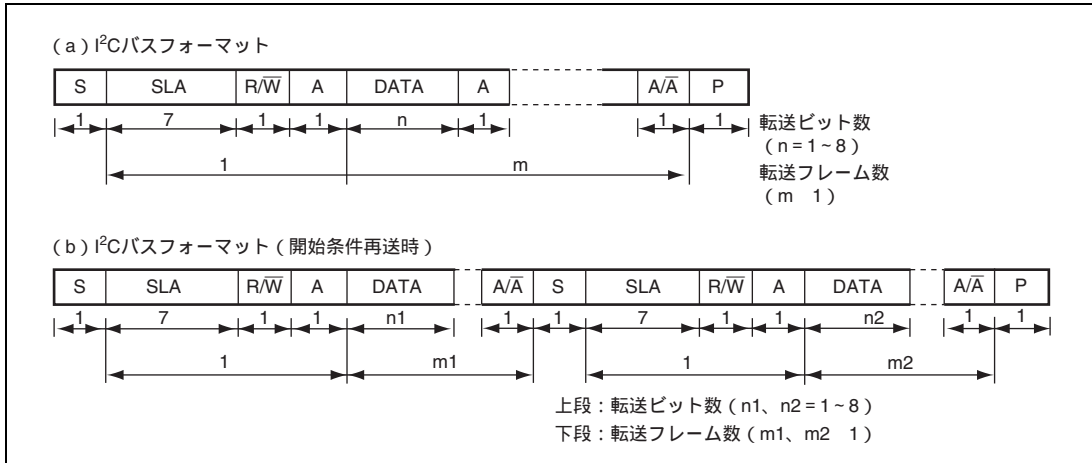 (a) I²Cバスフォーマット
S SLA R/W̅ A DATA A A/A̅ P
1 7 1 1 n 1 1 1 転送ビット数
(n = 1 ~ 8)
1 m 転送フレーム数
(m 1)
(b) I²Cバスフォーマット(開始条件再送時)
S SLA R/W̅ A DATA A/A̅ S SLA R/W̅ A DATA A/A̅ P
1 7 1 1 n1 1 1 7 1 1 n2 1 1
1 m1 1 m2
上段:転送ビット数(n1、n2 = 1 ~ 8)
下段:転送フレーム数(m1、m2 1)